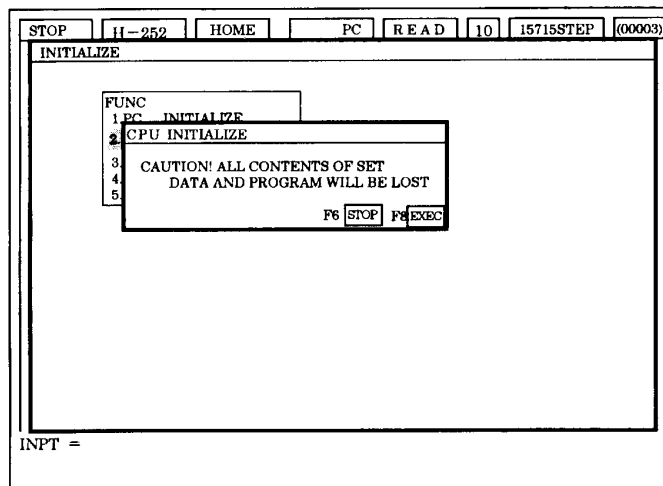 STOP H-252 HOME PC READ 10 15715STEP (00003)
INITIALIZE
FUNC
1.PC INITIALIZE
2.
CPU INITIALIZE
3.
CAUTION! ALL CONTENTS OF SET
4.
DATA AND PROGRAM WILL BE LOST
5.
F6 STOP F8 EXEC
INPT =